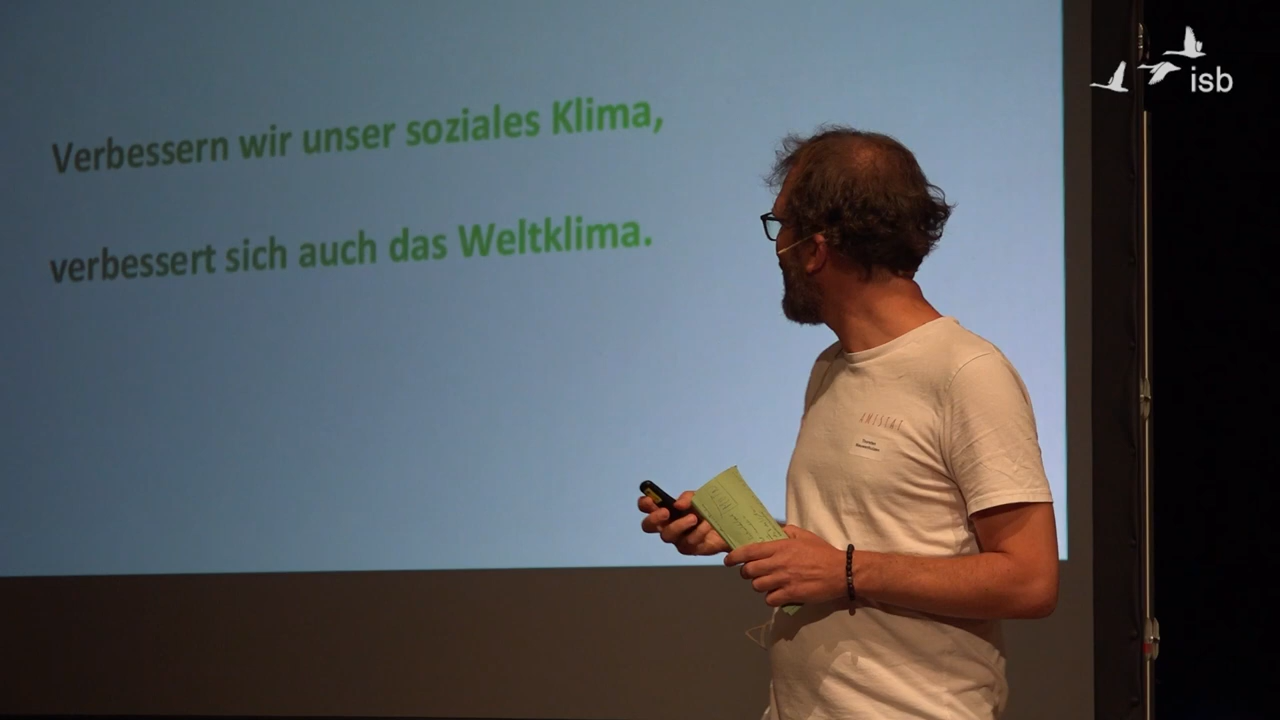 isb
Verbessern wir unser soziales Klima,
verbessert sich auch das Weltklima.